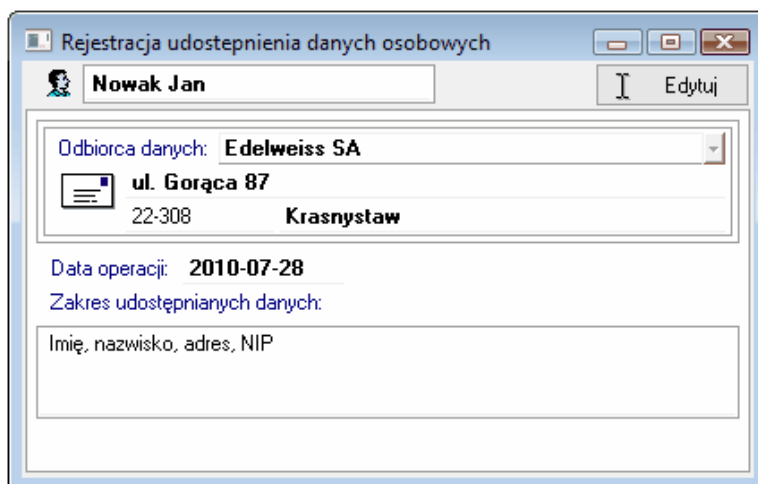 Rejestracja udostepnienia danych osobowych
Nowak Jan
Edytuj
Odbiorca danych: Edelweiss SA
ul. Gorąca 87
22-308 Krasnystaw
Data operacji: 2010-07-28
Zakres udostępnianych danych:
Imię, nazwisko, adres, NIP